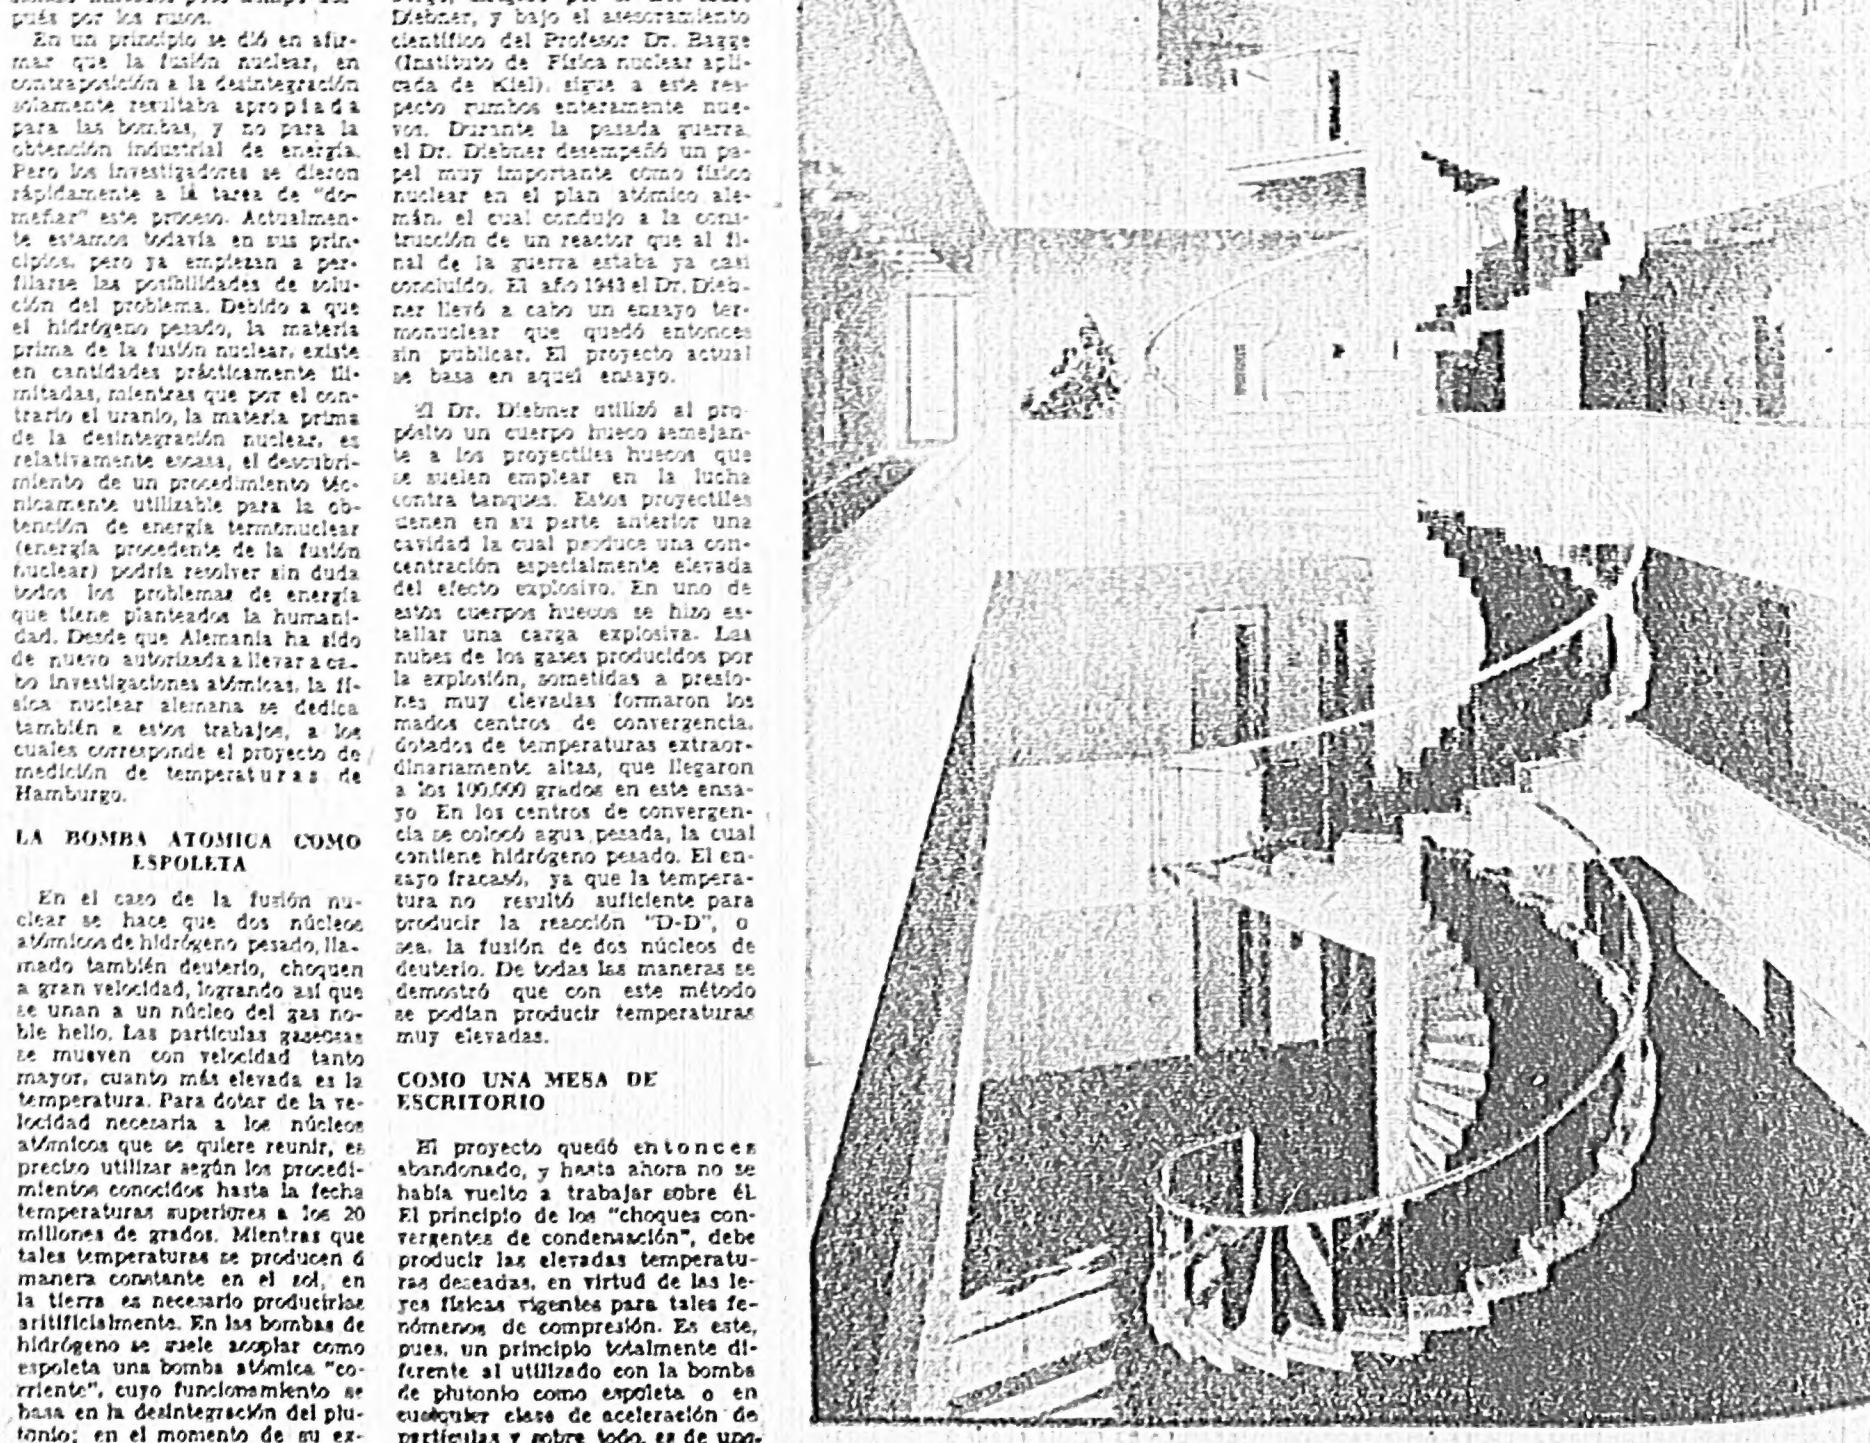 pués por los rusos.
En un principio se dió en afir-
mar que la fusión nuclear, en
contraposición a la desintegración
solamente resultaba apropiada
para las bombas, y no para la
obtención industrial de energía.
Pero los investigadores se dieron
rápidamente a la tarea de "do-
meñar" este proceso. Actualmen-
te estamos todavía en sus prin-
cipios, pero ya empiezan a per-
filarse las posibilidades de solu-
ción del problema. Debido a que
el hidrógeno pesado, la materia
prima de la fusión nuclear, existe
en cantidades prácticamente ili-
mitadas, mientras que por el con-
trario el uranio, la materia prima
de la desintegración nuclear, es
relativamente escasa, el descubri-
miento de un procedimiento téc-
nicamente utilizable para la ob-
tención de energía termonuclear
(energía procedente de la fusión
nuclear) podría resolver sin duda
todos los problemas de energía
que tiene planteados la humani-
dad. Desde que Alemania ha sido
de nuevo autorizada a llevar a ca-
bo investigaciones atómicas, la fí-
sica nuclear alemana se dedica
también a estos trabajos, a los
cuales corresponde el proyecto de
medición de temperaturas de
Hamburgo.
LA BOMBA ATOMICA COMO
ESPOLETA
En el caso de la fusión nu-
clear se hace que dos núcleos
atómicos de hidrógeno pesado, lla-
mado también deuterio, choquen
a gran velocidad, logrando así que
se unan a un núcleo del gas no-
ble helio. Las partículas gaseosas
se mueven con velocidad tanto
mayor, cuanto más elevada es la
temperatura. Para dotar de la ve-
locidad necesaria a los núcleos
atómicos que se quiere reunir, es
preciso utilizar según los procedi-
mientos conocidos hasta la fecha
temperaturas superiores a los 20
millones de grados. Mientras que
tales temperaturas se producen d
manera constante en el sol, en
la tierra es necesario producirlas
aritificialmente. En las bombas de
hidrógeno se suele acoplar como
espoleta una bomba atómica "co-
rriente", cuyo funcionamiento se
basa en la desintegración del plu-
tonio; en el momento de su ex-
Diebner, y bajo el asesoramiento
científico del Profesor Dr. Bagge
(Instituto de Física nuclear apli-
cada de Kiel), sigue a este res-
pecto rumbos enteramente nue-
vos. Durante la pasada guerra,
el Dr. Diebner desempeñó un pa-
pel muy importante como físico
nuclear en el plan atómico ale-
mán, el cual condujo a la cons-
trucción de un reactor que al fi-
nal de la guerra estaba ya casi
concluído. El año 1943 el Dr. Dieb-
ner llevó a cabo un ensayo ter-
monuclear que quedó entonces
sin publicar. El proyecto actual
se basa en aquel ensayo.
El Dr. Diebner utilizó al pro-
pósito un cuerpo hueco semejan-
te a los proyectiles huecos que
se suelen emplear en la lucha
contra tanques. Estos proyectiles
tienen en su parte anterior una
cavidad la cual produce una con-
centración especialmente elevada
del efecto explosivo. En uno de
estos cuerpos huecos se hizo es-
tallar una carga explosiva. Las
nubes de los gases producidos por
la explosión, sometidas a presio-
nes muy elevadas formaron los
mados centros de convergencia,
dotados de temperaturas extraor-
dinariamente altas, que llegaron
a los 100.000 grados en este ensa-
yo En los centros de convergen-
cia se colocó agua pesada, la cual
contiene hidrógeno pesado. El en-
sayo fracasó, ya que la tempera-
tura no resultó suficiente para
producir la reacción "D-D", o
sea, la fusión de dos núcleos de
deuterio. De todas las maneras se
demostró que con este método
se podían producir temperaturas
muy elevadas.
COMO UNA MESA DE
ESCRITORIO
El proyecto quedó entonces
abandonado, y hasta ahora no se
había vuelto a trabajar sobre él.
El principio de los "choques con-
vergentes de condensación", debe
producir las elevadas temperatu-
ras deseadas, en virtud de las le-
yes físicas vigentes para tales fe-
nómenos de compresión. Es este,
pues, un principio totalmente di-
ferente al utilizado con la bomba
de plutonio como espoleta o en
cualquier clase de aceleración de
partículas y sobre todo, es de una